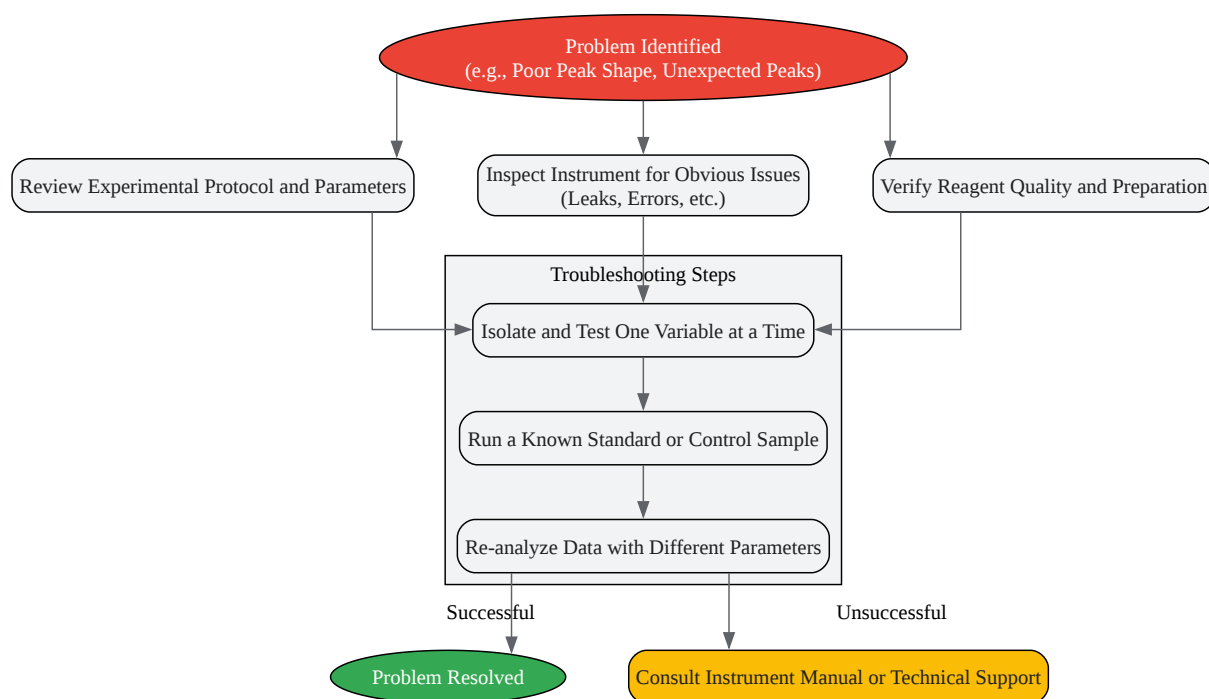 Problem Identified
(e.g., Poor Peak Shape, Unexpected Peaks)
Review Experimental Protocol and Parameters
Inspect Instrument for Obvious Issues
(Leaks, Errors, etc.)
Verify Reagent Quality and Preparation
Troubleshooting Steps
Isolate and Test One Variable at a Time
Run a Known Standard or Control Sample
Re-analyze Data with Different Parameters
Successful
Unsuccessful
Problem Resolved
Consult Instrument Manual or Technical Support